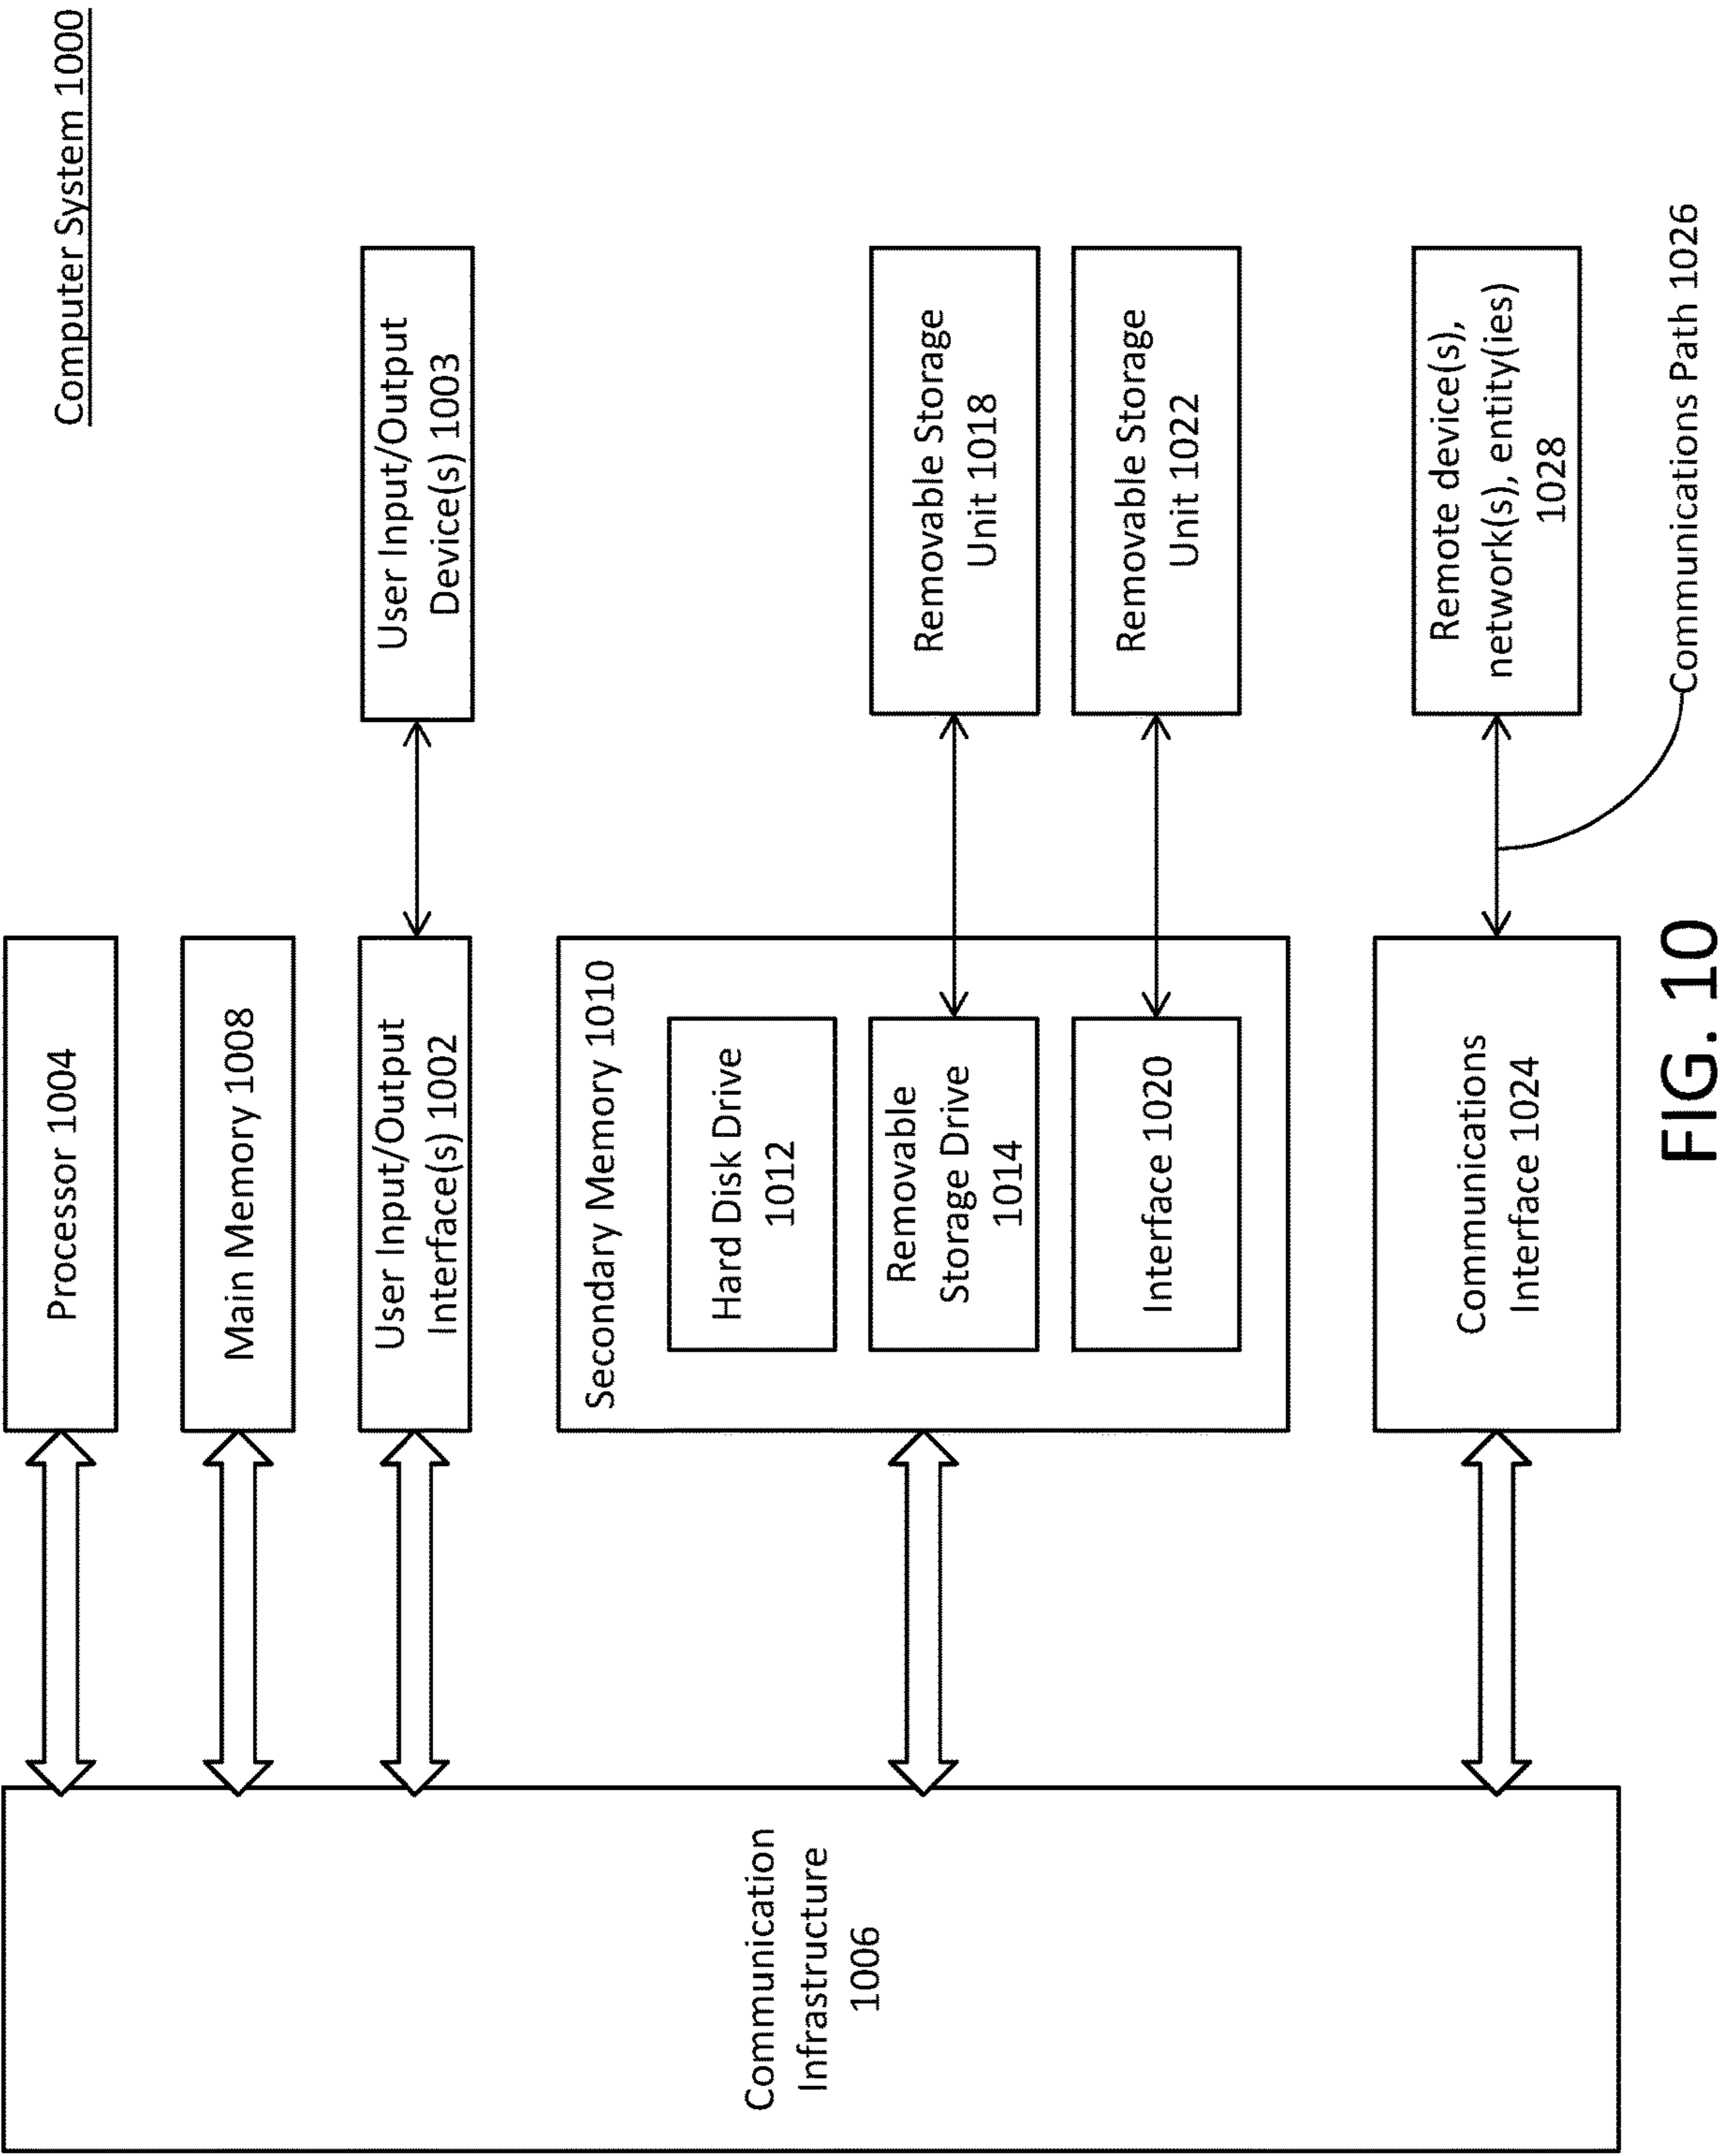 Computer System 1000
Processor 1004
Main Memory 1008
User Input/Output
Interface(s) 1002
User Input/Output
Device(s) 1003
Communication
Infrastructure
1006
Secondary Memory 1010
Hard Disk Drive
1012
Removable
Storage Drive
1014
Removable Storage
Unit 1018
Interface 1020
Removable Storage
Unit 1022
Communications
Interface 1024
Remote device(s),
network(s), entity(ies)
1028
Communications Path 1026
FIG. 10